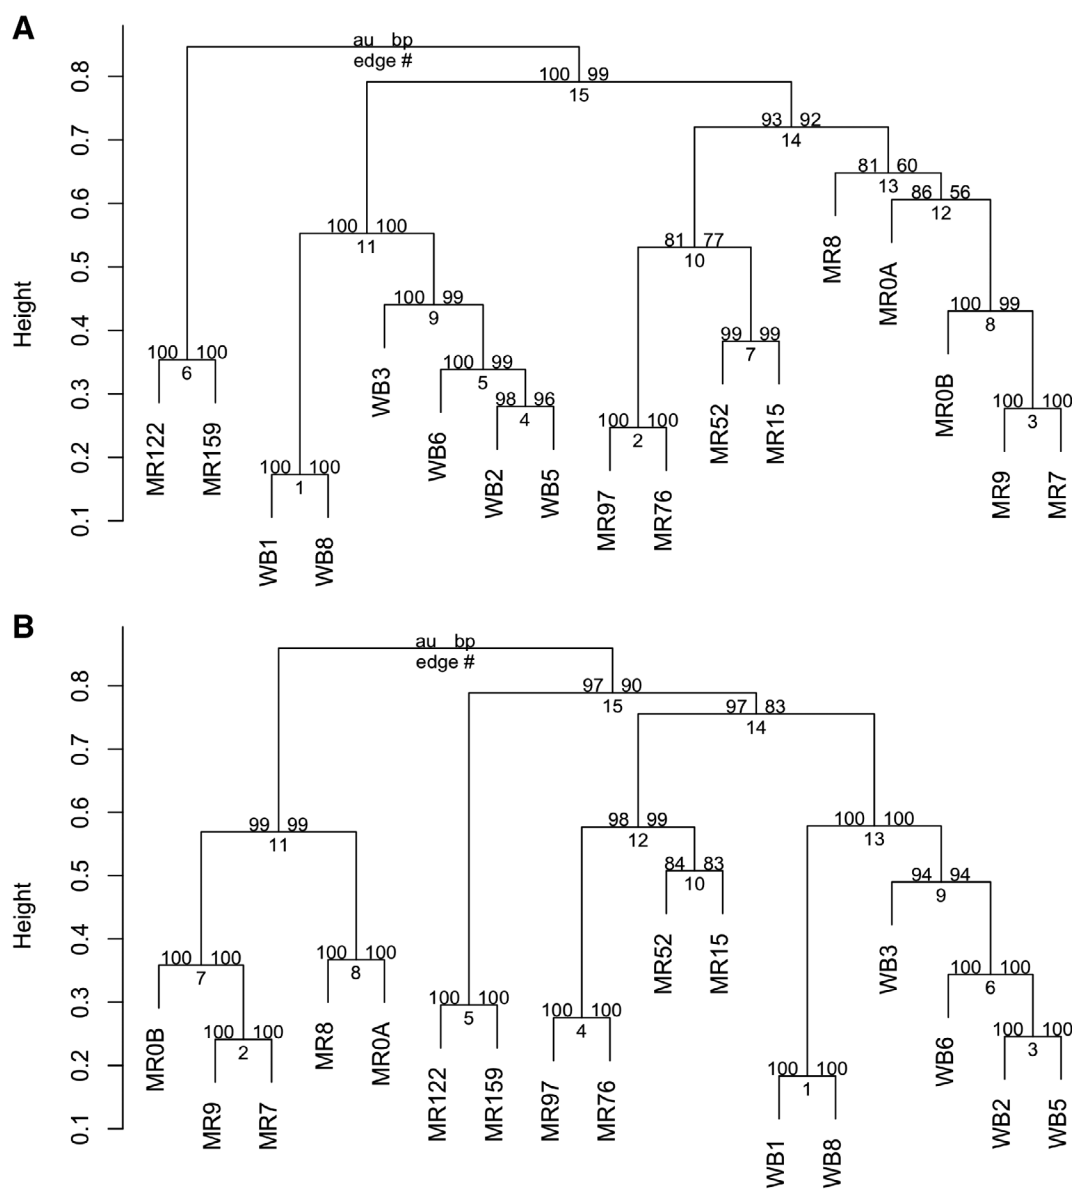 A
au bp
edge #
0.8
100 99
15
93 92
14
0.7
81 60
13
86 56
12
0.6
100 100
11
81 77
10
MR8
MR0A
0.5
Height
100 99
9
100 99
8
0.4
99 99
7
100 100
6
WB3
100 99
5
MR0B
0.3
98 96
4
100 100
3
MR52
MR15
MR122
MR159
WB6
100 100
2
0.2
100 100
1
WB2
WB5
MR97
MR76
MR9
MR7
0.1
WB1
WB8
B
au bp
edge #
0.8
97 90
15
97 83
14
0.7
0.6
99 99
11
98 99
12
100 100
13
84 83
10
94 94
9
0.5
Height
0.4
100 100
7
100 100
8
MR52
MR15
WB3
100 100
6
0.3
100 100
5
100 100
4
100 100
2
MR0B
MR8
MR0A
100 100
3
WB6
0.2
100 100
1
MR9
MR7
MR122
MR159
MR97
MR76
WB2
WB5
0.1
WB1
WB8